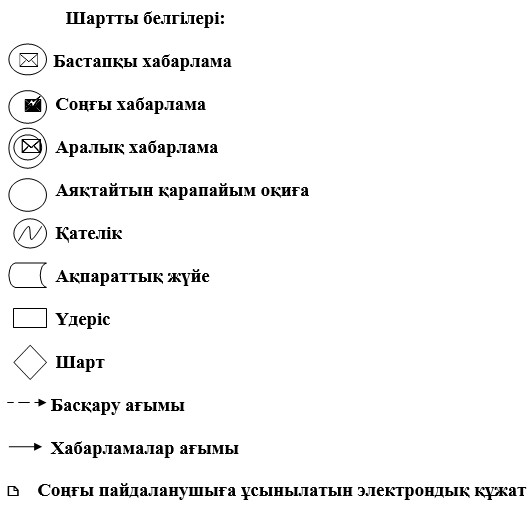 Шартты белгілері:
Бастапқы хабарлама
Соңғы хабарлама
Аралық хабарлама
Аяқтайтын қарапайым оқиға
Қателік
Ақпараттық жүйе
Үдеріс
Шарт
Басқару ағымы
Хабарламалар ағымы
Соңғы пайдаланушыға ұсынылатын электрондық құжат